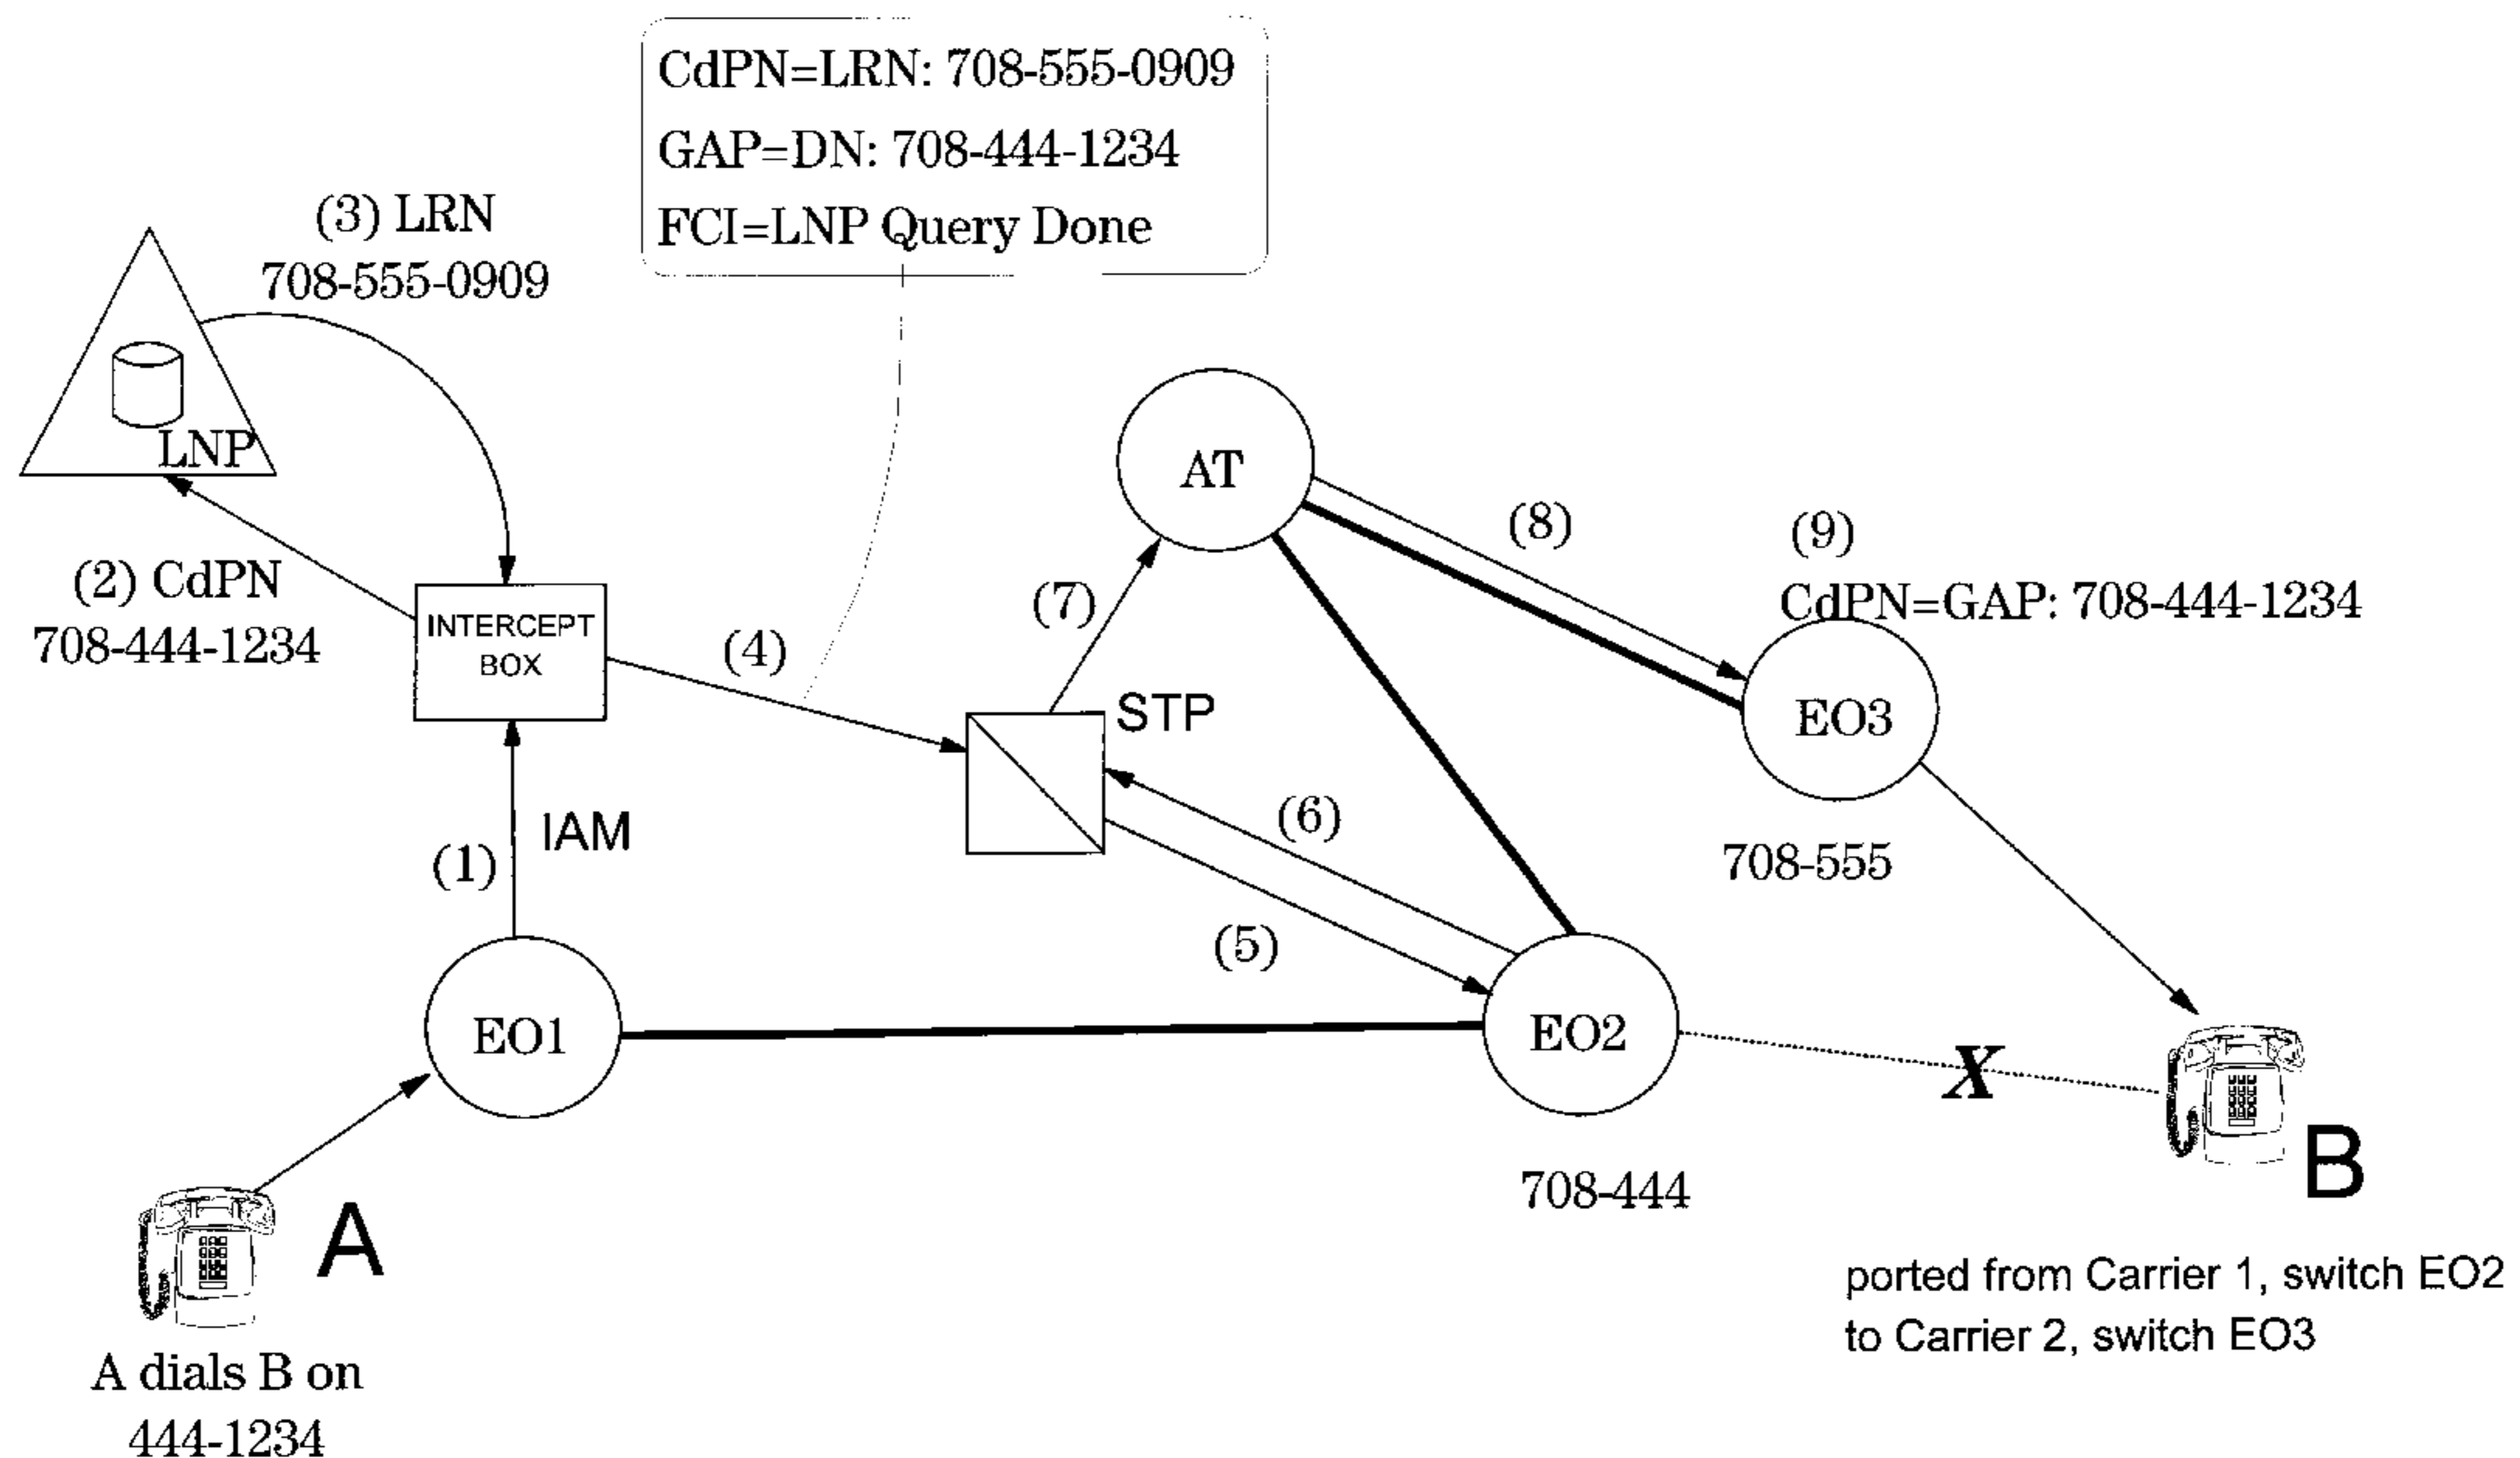 CdPN=LRN: 708-555-0909
GAP=DN: 708-444-1234
FCI=LNP Query Done
(3) LRN
708-555-0909
LNP
(2) CdPN
708-444-1234
INTERCEPT
BOX
(4)
(1)
IAM
STP
(7)
AT
(8)
(9)
CdPN=GAP: 708-444-1234
EO3
708-555
(6)
(5)
EO1
EO2
708-444
X
A
B
A dials B on
444-1234
ported from Carrier 1, switch EO2
to Carrier 2, switch EO3